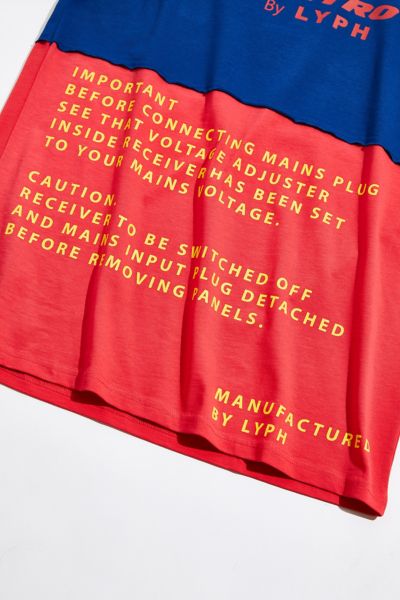 By LYPH
IMPORTANT
BEFORE CONNECTING MAINS PLUG
SEE THAT VOLTAGE ADJUSTER
INSIDE RECEIVER HAS BEEN SET
TO YOUR MAINS VOLTAGE.
CAUTION.
RECEIVER TO BE SWITCHED OFF
AND MAINS INPUT PLUG DETACHED
BEFORE REMOVING PANELS.
MANUFACTURED
BY LYPH